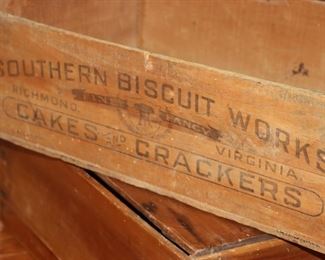 SOUTHERN BISCUIT WORKS
RICHMOND, FINE FANCY VIRGINIA.
CAKES AND CRACKERS